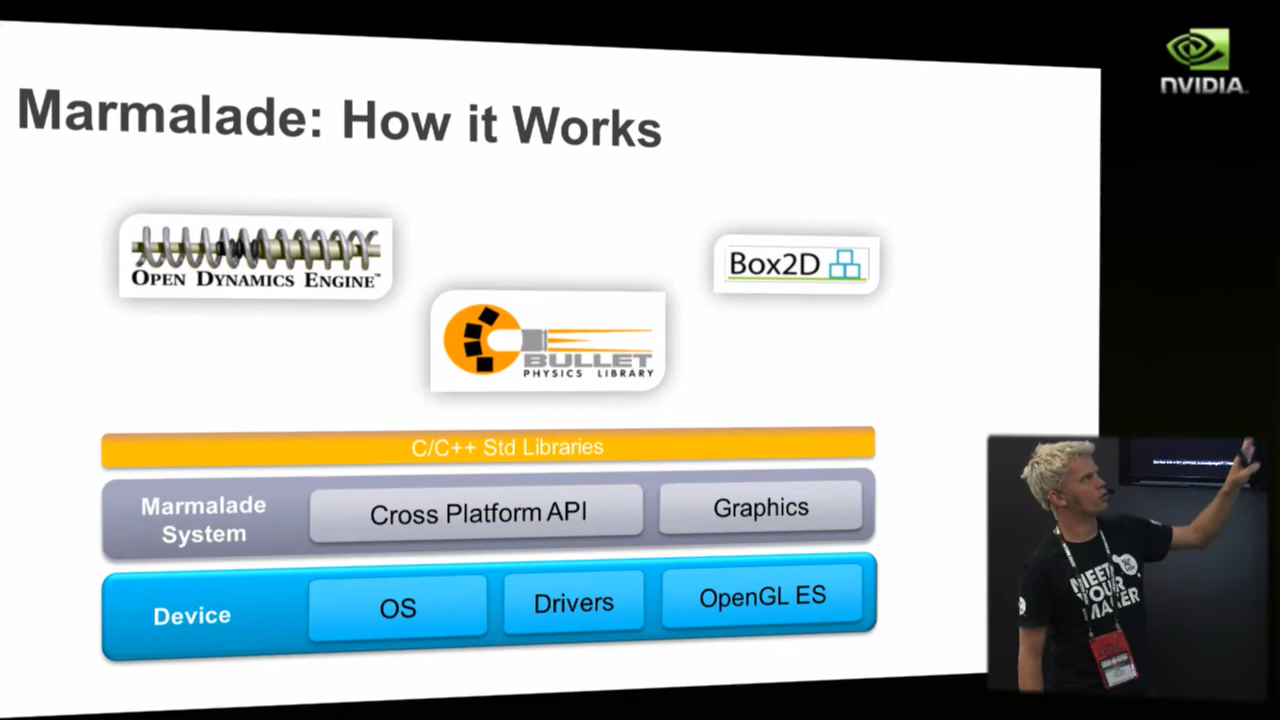 NVIDIA
Marmalade: How it Works
OPEN DYNAMICS ENGINE™
Box2D
BULLET
PHYSICS LIBRARY
C/C++ Std Libraries
Marmalade
System
Cross Platform API
Graphics
Device
OS
Drivers
OpenGL ES
MEET
YOUR
MAKER